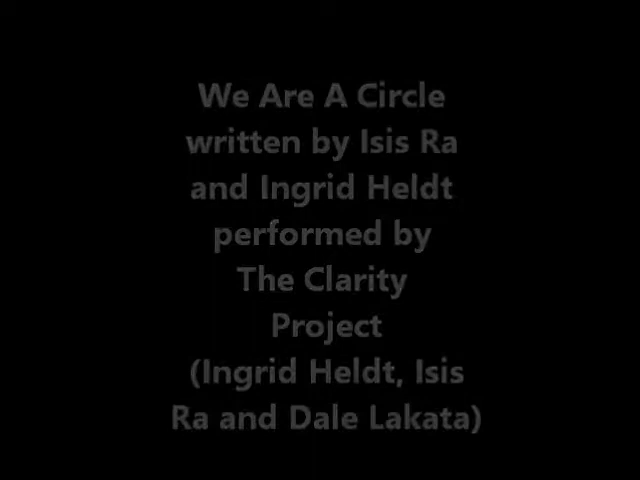 We Are A Circle
written by Isis Ra
and Ingrid Heldt
performed by
The Clarity
Project
(Ingrid Heldt, Isis
Ra and Dale Lakata)